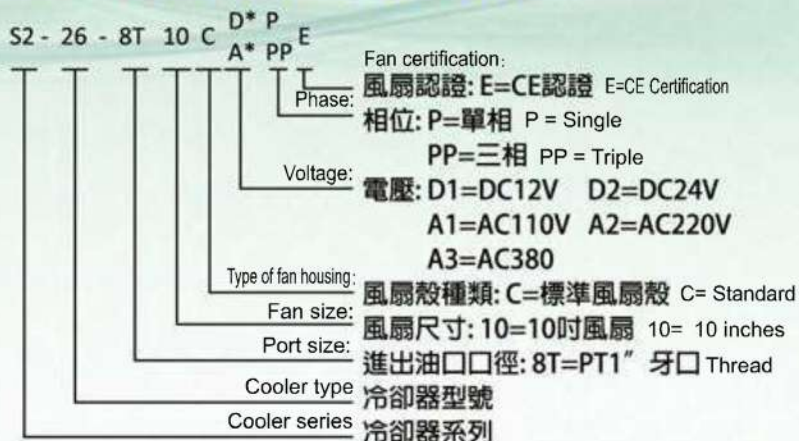 S2 - 26 - 8T 10 C D* P E
A* PP
Fan certification:
風扇認證: E=CE認證 E=CE Certification
Phase:
相位: P=單相 P = Single
PP=三相 PP = Triple
Voltage:
電壓: D1=DC12V D2=DC24V
A1=AC110V A2=AC220V
A3=AC380
Type of fan housing:
風扇殼種類: C=標準風扇殼 C= Standard
Fan size:
風扇尺寸: 10=10吋風扇 10= 10 inches
Port size:
進出油口口徑: 8T=PT1" 牙口 Thread
Cooler type
冷卻器型號
Cooler series
冷卻器系列